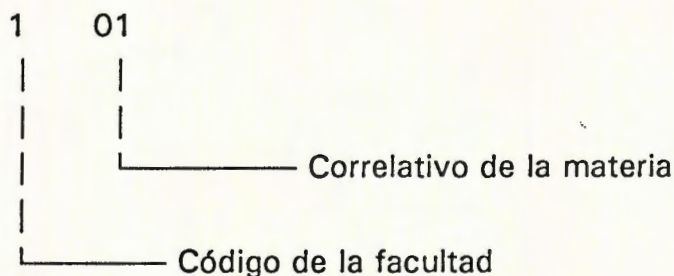 1 01
Correlativo de la materia
Código de la facultad